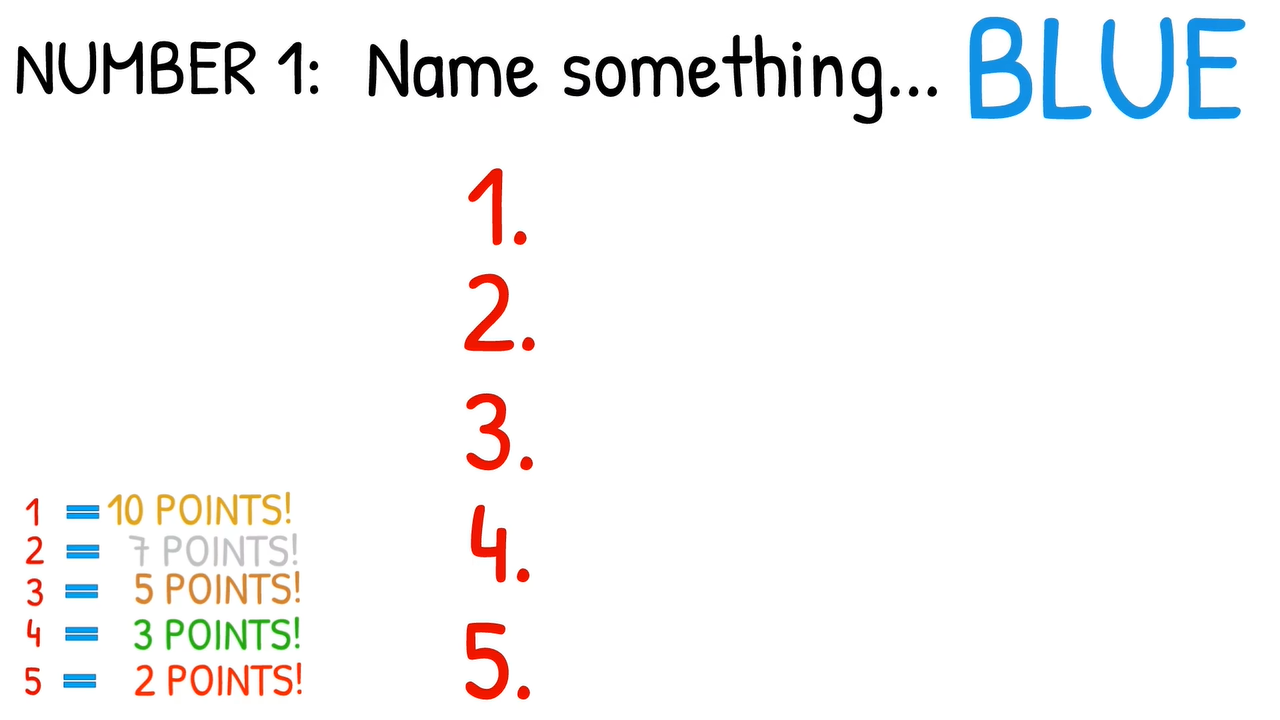 NUMBER 1: Name something... BLUE
1.
2.
3.
4.
5.
1 = 10 POINTS!
2 = 7 POINTS!
3 = 5 POINTS!
4 = 3 POINTS!
5 = 2 POINTS!